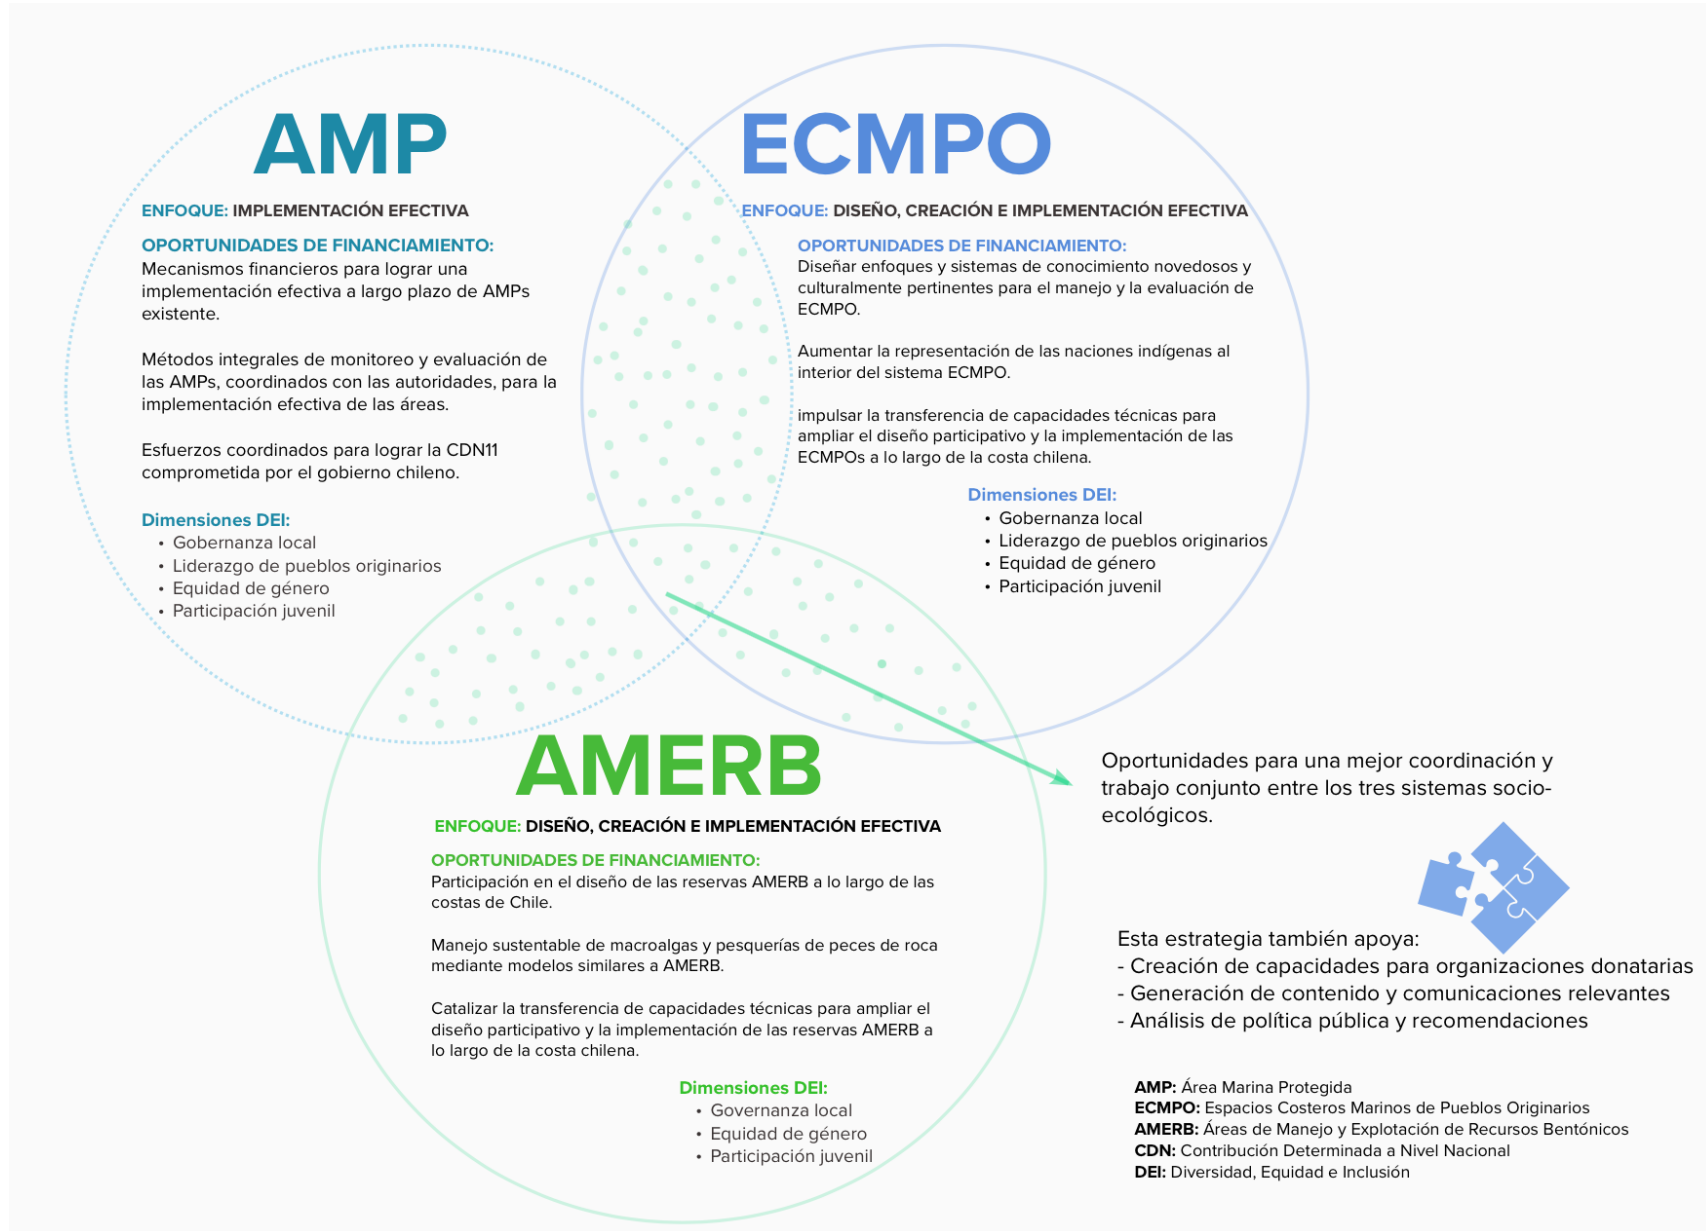 AMP
ENFOQUE: IMPLEMENTACIÓN EFECTIVA
OPORTUNIDADES DE FINANCIAMIENTO:
Mecanismos financieros para lograr una
implementación efectiva a largo plazo de AMPs
existente.
Métodos integrales de monitoreo y evaluación de
las AMPs, coordinados con las autoridades, para la
implementación efectiva de las áreas.
Esfuerzos coordinados para lograr la CDN11
comprometida por el gobierno chileno.
Dimensiones DEI:
• Gobernanza local
• Liderazgo de pueblos originarios
• Equidad de género
• Participación juvenil
ECMPO
ENFOQUE: DISEÑO, CREACIÓN E IMPLEMENTACIÓN EFECTIVA
OPORTUNIDADES DE FINANCIAMIENTO:
Diseñar enfoques y sistemas de conocimiento novedosos y
culturalmente pertinentes para el manejo y la evaluación de
ECMPO.
Aumentar la representación de las naciones indígenas al
interior del sistema ECMPO.
impulsar la transferencia de capacidades técnicas para
ampliar el diseño participativo y la implementación de las
ECMPOs a lo largo de la costa chilena.
Dimensiones DEI:
• Gobernanza local
• Liderazgo de pueblos originarios
• Equidad de género
• Participación juvenil
AMERB
ENFOQUE: DISEÑO, CREACIÓN E IMPLEMENTACIÓN EFECTIVA
OPORTUNIDADES DE FINANCIAMIENTO:
Participación en el diseño de las reservas AMERB a lo largo de las
costas de Chile.
Manejo sustentable de macroalgas y pesquerías de peces de roca
mediante modelos similares a AMERB.
Catalizar la transferencia de capacidades técnicas para ampliar el
diseño participativo y la implementación de las reservas AMERB a
lo largo de la costa chilena.
Dimensiones DEI:
• Governanza local
• Equidad de género
• Participación juvenil
Oportunidades para una mejor coordinación y
trabajo conjunto entre los tres sistemas socio-
ecológicos.
Esta estrategia también apoya:
- Creación de capacidades para organizaciones donatarias
- Generación de contenido y comunicaciones relevantes
- Análisis de política pública y recomendaciones
AMP: Área Marina Protegida
ECMPO: Espacios Costeros Marinos de Pueblos Originarios
AMERB: Áreas de Manejo y Explotación de Recursos Bentónicos
CDN: Contribución Determinada a Nivel Nacional
DEI: Diversidad, Equidad e Inclusión